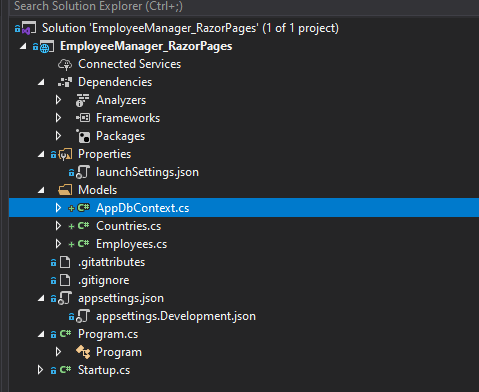 Search Solution Explorer (Ctrl+;)
Solution 'EmployeeManager_RazorPages' (1 of 1 project)
EmployeeManager_RazorPages
Connected Services
Dependencies
Analyzers
Frameworks
Packages
Properties
launchSettings.json
Models
+ C# AppDbContext.cs
+ C# Countries.cs
+ C# Employees.cs
.gitattributes
.gitignore
appsettings.json
appsettings.Development.json
C# Program.cs
Program
C# Startup.cs